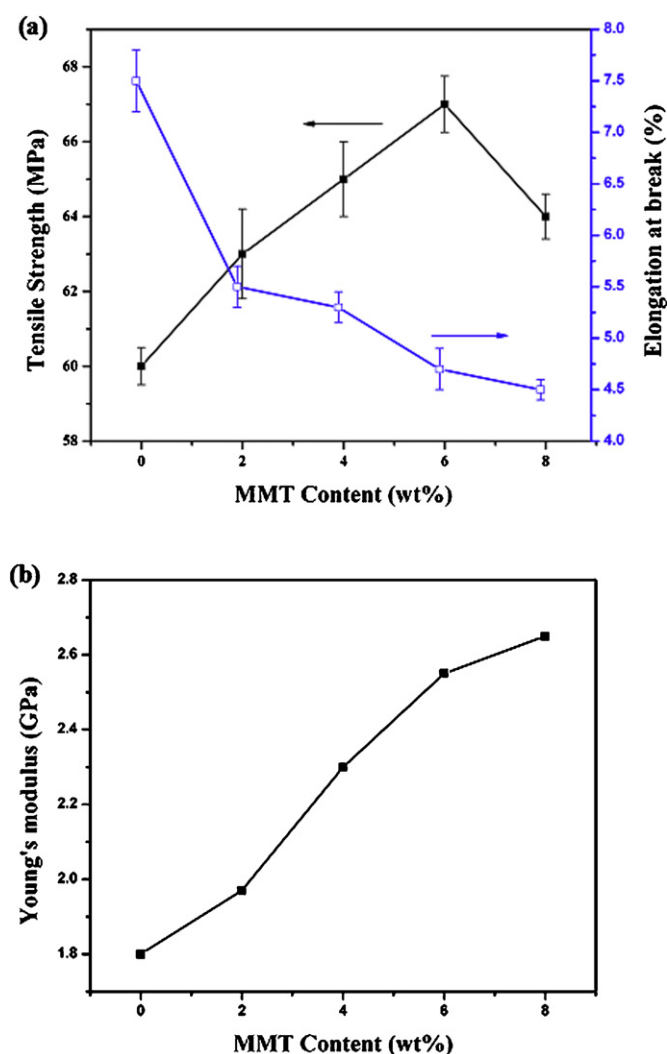 (a)
8.0
68
7.5
66
7.0
6.5
64
6.0
62
5.5
5.0
60
4.5
58
4.0
Tensile Strength (MPa)
Elongation at break (%)
0 2 4 6 8
MMT Content (wt%)
(b)
2.8
2.6
2.4
2.2
2.0
1.8
Young's modulus (GPa)
0 2 4 6 8
MMT Content (wt%)